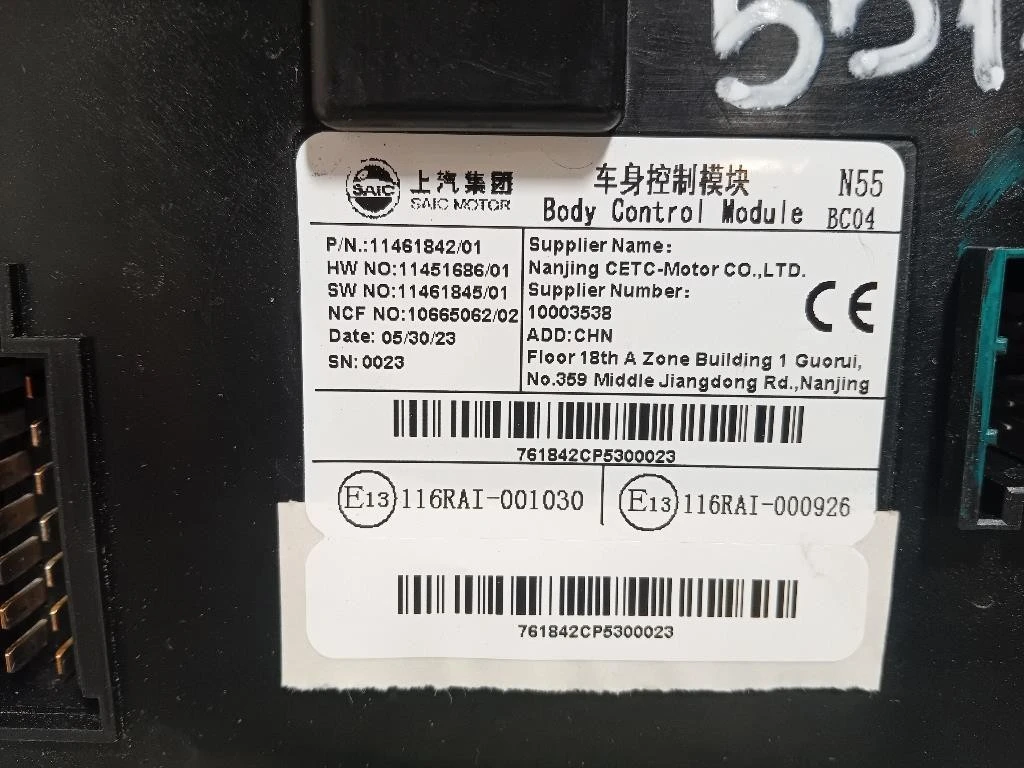 551
SAIC 上汽集团
SAIC MOTOR
车身控制模块
Body Control Module
N55
BC04
P/N.:11461842/01
HW NO:11451686/01
SW NO:11461845/01
NCF NO:10665062/02
Date: 05/30/23
SN: 0023
Supplier Name:
Nanjing CETC-Motor CO.,LTD.
Supplier Number:
10003538
ADD:CHN
Floor 18th A Zone Building 1 Guorui,
No.359 Middle Jiangdong Rd.,Nanjing
CE
761842CP5300023
E13 116RAI-001030
E13 116RAI-000926
761842CP5300023